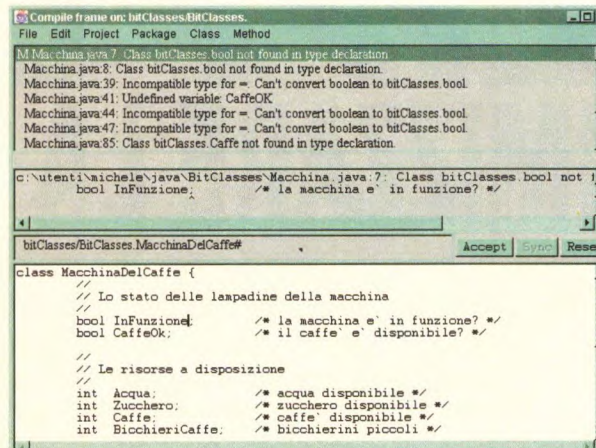 Compile frame on: bitClasses/BitClasses.
File Edit Project Package Class Method
M Macchina.java:7: Class bitClasses.bool not found in type declaration.
Macchina.java:8: Class bitClasses.bool not found in type declaration.
Macchina.java:39: Incompatible type for =. Can't convert boolean to bitClasses.bool.
Macchina.java:41: Undefined variable: CaffeOK
Macchina.java:44: Incompatible type for =. Can't convert boolean to bitClasses.bool.
Macchina.java:47: Incompatible type for =. Can't convert boolean to bitClasses.bool.
Macchina.java:85: Class bitClasses.Caffe not found in type declaration.
c:\utenti\michele\java\BitClasses\Macchina.java:7: Class bitClasses.bool not f
bool InFunzione; /* la macchina e` in funzione? */
^
bitClasses/BitClasses.MacchinaDelCaffe# Accept Sync Rese
class MacchinaDelCaffe {
//
// Lo stato delle lampadine della macchina
//
bool InFunzione; /* la macchina e` in funzione? */
bool CaffeOk; /* il caffe` e` disponibile? */
//
// Le risorse a disposizione
//
int Acqua; /* acqua disponibile */
int Zucchero; /* zucchero disponibile */
int Caffe; /* caffe` disponibile */
int BicchieriCaffe; /* bicchierini piccoli */